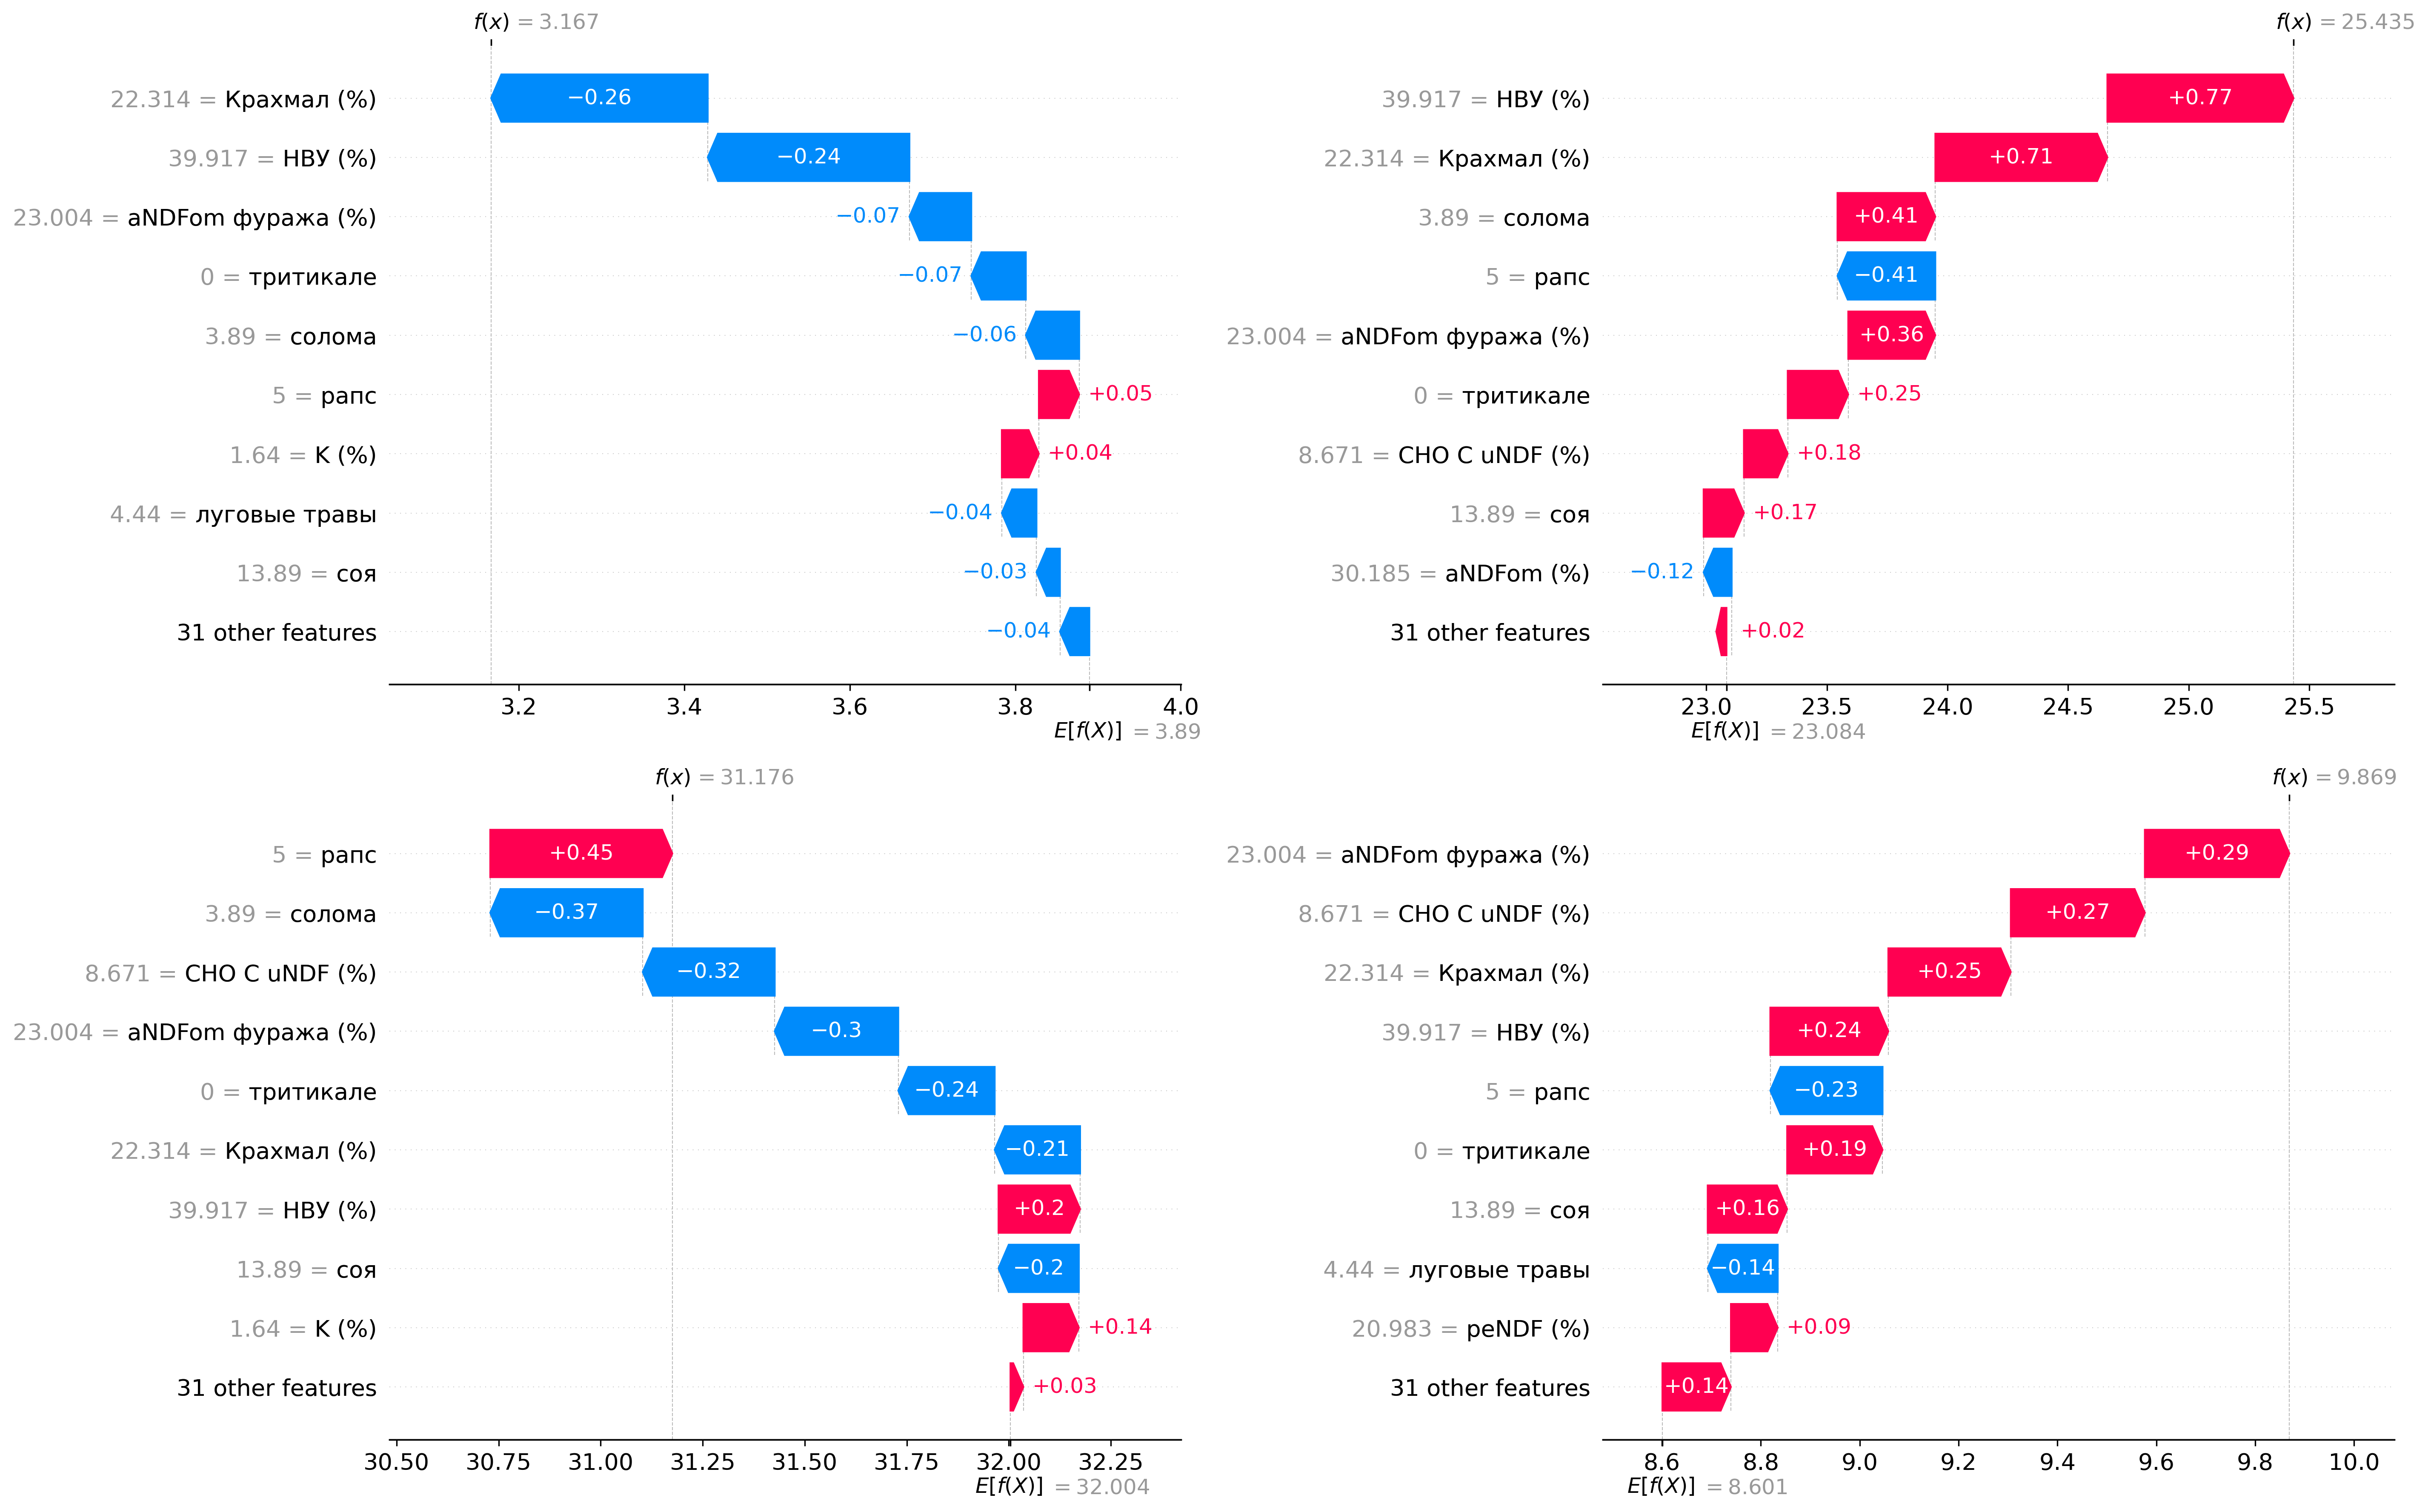 f(x) = 3.167
22.314 = Крахмал (%) −0.26
39.917 = НВУ (%) −0.24
23.004 = aNDFom фуража (%) −0.07
0 = тритикале −0.07
3.89 = солома −0.06
5 = рапс +0.05
1.64 = K (%) +0.04
4.44 = луговые травы −0.04
13.89 = соя −0.03
31 other features −0.04
3.2 3.4 3.6 3.8 4.0
E[f(X)] = 3.89
f(x) = 25.435
39.917 = НВУ (%) +0.77
22.314 = Крахмал (%) +0.71
3.89 = солома +0.41
5 = рапс −0.41
23.004 = aNDFom фуража (%) +0.36
0 = тритикале +0.25
8.671 = CHO C uNDF (%) +0.18
13.89 = соя +0.17
30.185 = aNDFom (%) −0.12
31 other features +0.02
23.0 23.5 24.0 24.5 25.0 25.5
E[f(X)] = 23.084
f(x) = 31.176
5 = рапс +0.45
3.89 = солома −0.37
8.671 = CHO C uNDF (%) −0.32
23.004 = aNDFom фуража (%) −0.3
0 = тритикале −0.24
22.314 = Крахмал (%) −0.21
39.917 = НВУ (%) +0.2
13.89 = соя −0.2
1.64 = K (%) +0.14
31 other features +0.03
30.50 30.75 31.00 31.25 31.50 31.75 32.00 32.25
E[f(X)] = 32.004
f(x) = 9.869
23.004 = aNDFom фуража (%) +0.29
8.671 = CHO C uNDF (%) +0.27
22.314 = Крахмал (%) +0.25
39.917 = НВУ (%) +0.24
5 = рапс −0.23
0 = тритикале +0.19
13.89 = соя +0.16
4.44 = луговые травы −0.14
20.983 = peNDF (%) +0.09
31 other features +0.14
8.6 8.8 9.0 9.2 9.4 9.6 9.8 10.0
E[f(X)] = 8.601